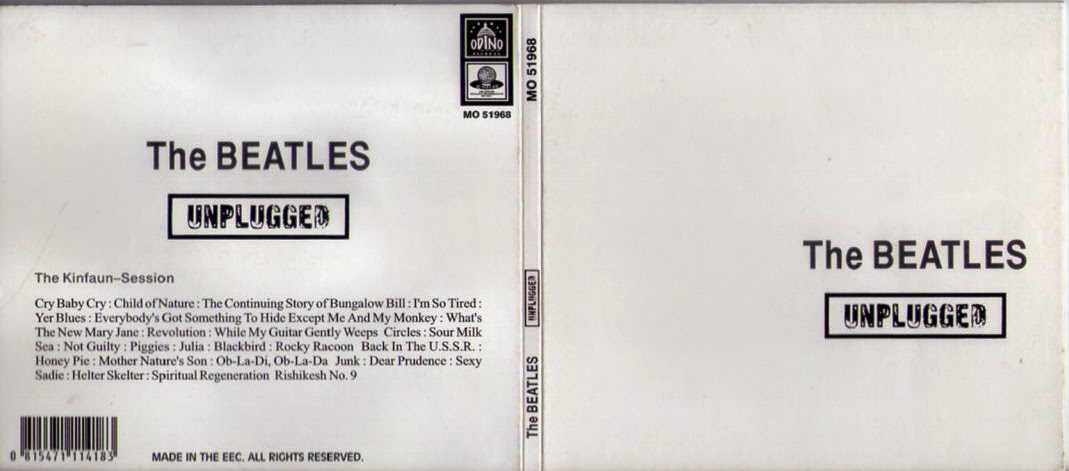 ODINO
RECORDS
MO 51968
The BEATLES
UNPLUGGED
The Kinfaun–Session
Cry Baby Cry : Child of Nature : The Continuing Story of Bungalow Bill : I'm So Tired :
Yer Blues : Everybody's Got Something To Hide Except Me And My Monkey : What's
The New Mary Jane : Revolution : While My Guitar Gently Weeps Circles : Sour Milk
Sea : Not Guilty : Piggies : Julia : Blackbird : Rocky Racoon Back In The U.S.S.R. :
Honey Pie : Mother Nature's Son : Ob-La-Di, Ob-La-Da Junk : Dear Prudence : Sexy
Sadie : Helter Skelter : Spiritual Regeneration Rishikesh No. 9
0 815471 114183
MADE IN THE EEC. ALL RIGHTS RESERVED.
MO 51968
UNPLUGGED
The BEATLES
The BEATLES
UNPLUGGED